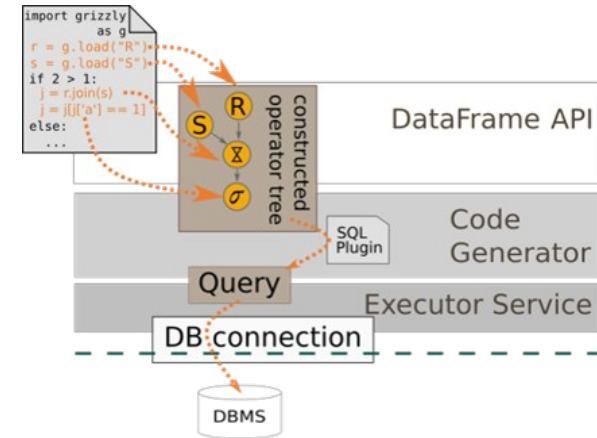 import grizzly
as g
r = g.load("R")
s = g.load("S")
if 2 > 1:
j = r.join(s)
j = j[j['a'] == 1]
else:
...
R
S
⋈
σ
constructed
operator tree
DataFrame API
SQL
Plugin
Code
Generator
Query
Executor Service
DB connection
DBMS